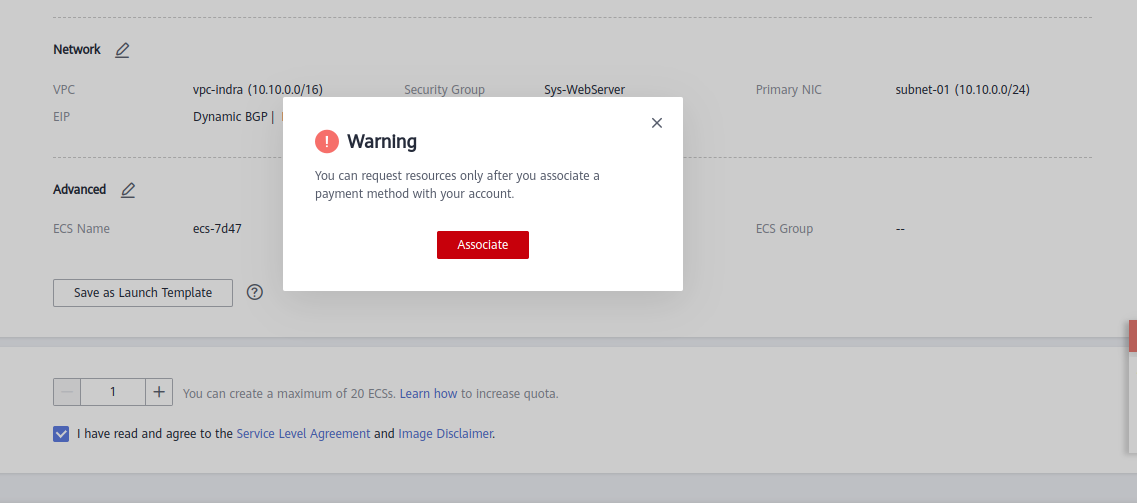 Network
VPC vpc-indra (10.10.0.0/16) Security Group Sys-WebServer Primary NIC subnet-01 (10.10.0.0/24)
EIP Dynamic BGP |
Warning
You can request resources only after you associate a
payment method with your account.
Associate
Advanced
ECS Name ecs-7d47 ECS Group --
Save as Launch Template
1 You can create a maximum of 20 ECSs. Learn how to increase quota.
I have read and agree to the Service Level Agreement and Image Disclaimer.